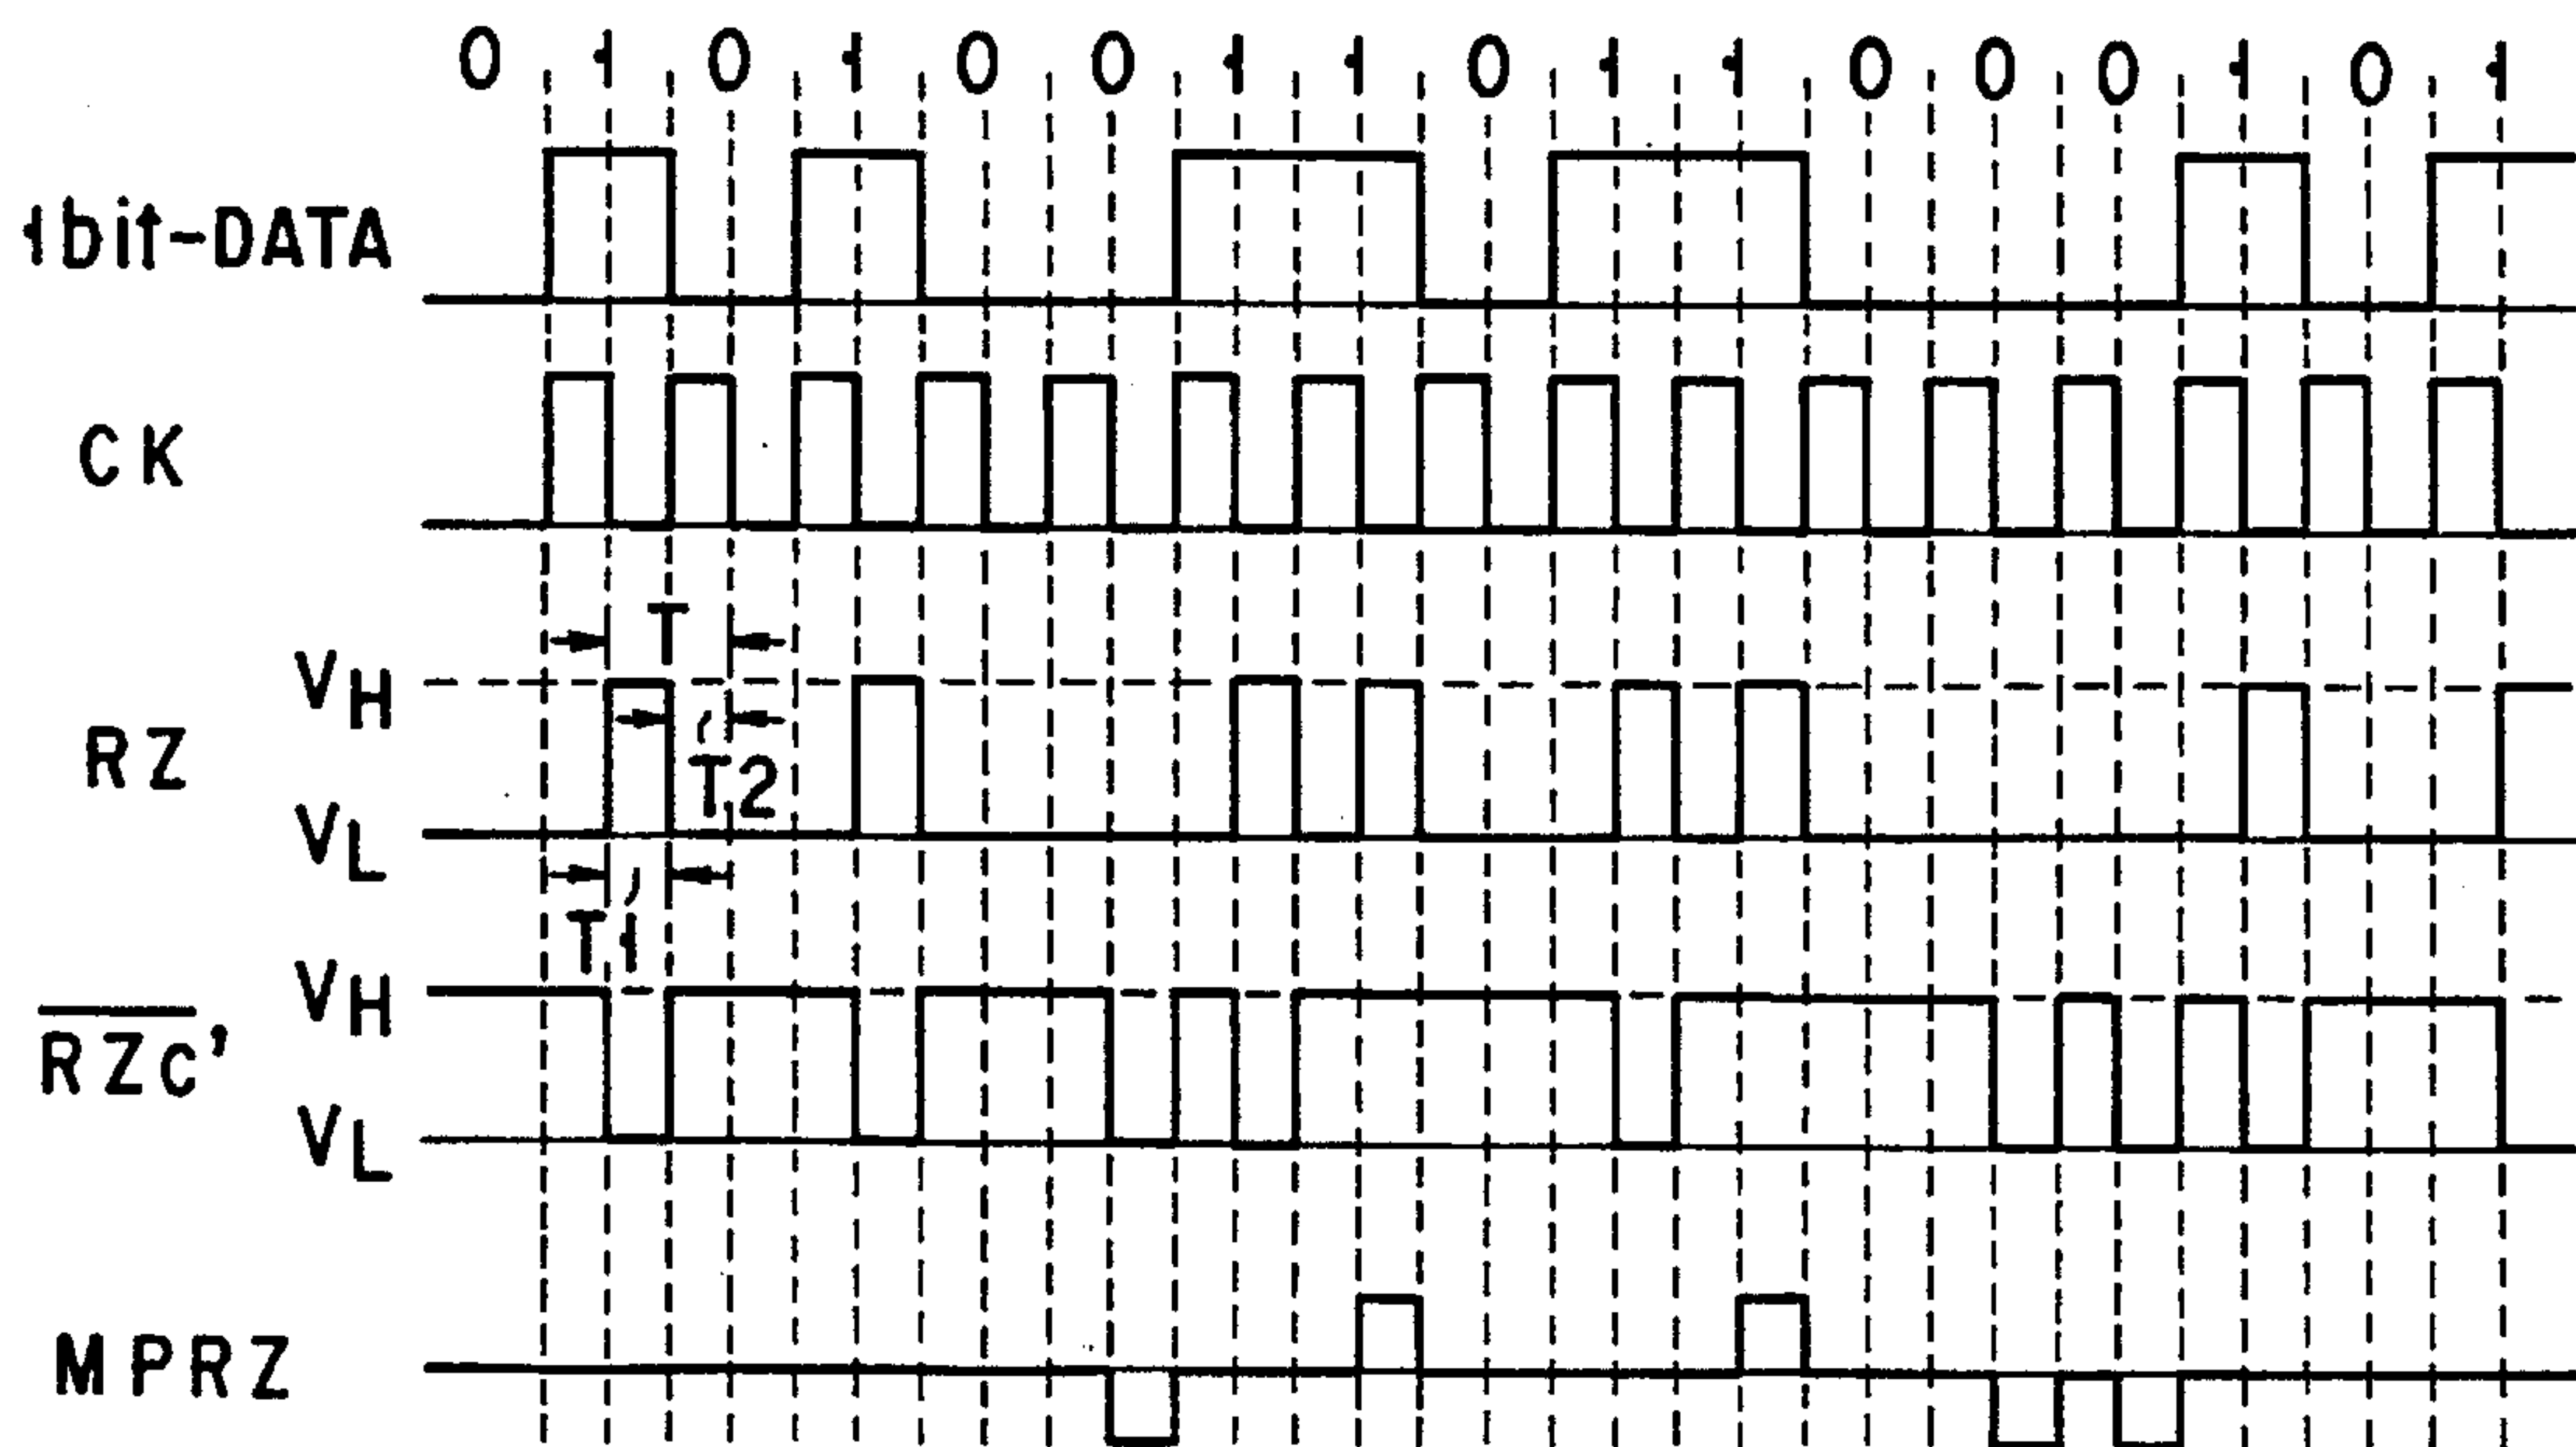 0 1 0 1 0 0 1 1 0 1 1 0 0 0 1 0 1
1bit-DATA
CK
T
VH
RZ
T2
VL
T1
VH
RZc'
VL
MPRZ